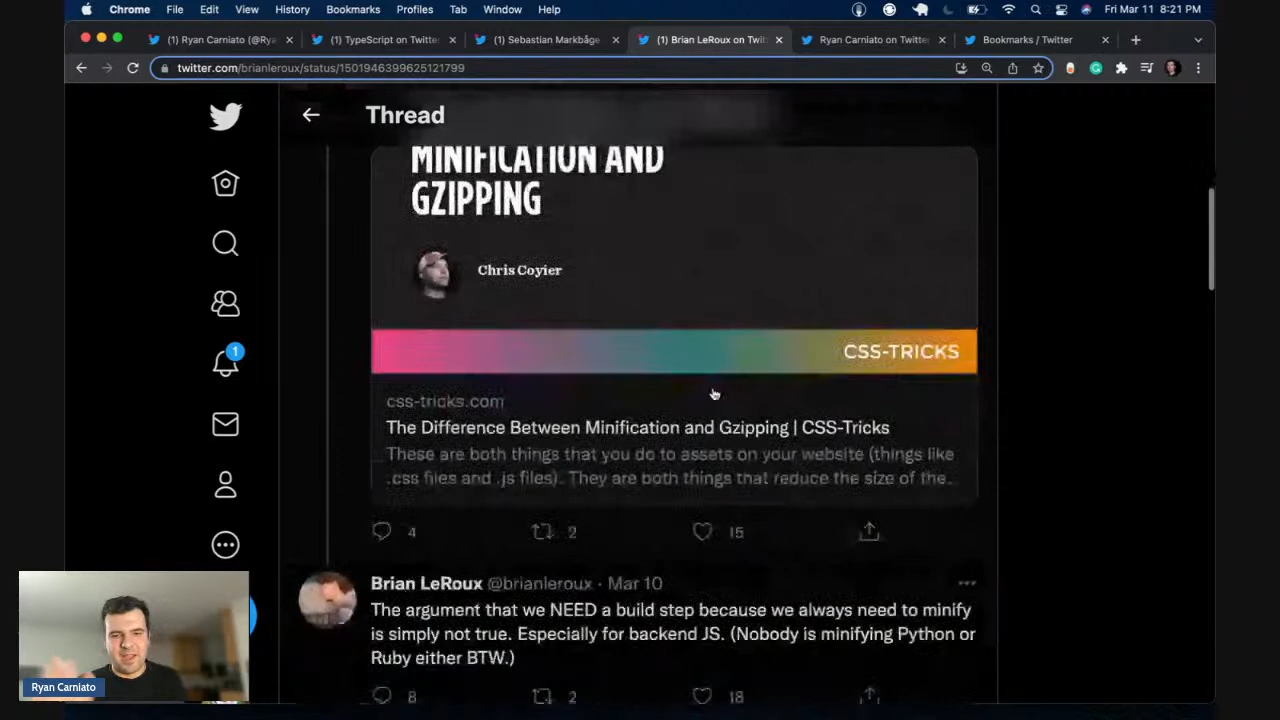 Chrome File Edit View History Bookmarks Profiles Tab Window Help Fri Mar 11 8:21 PM
(1) Ryan Carniato (@Rya (1) TypeScript on Twitte (1) Sebastian Markbåge (1) Brian LeRoux on Twit Ryan Carniato on Twitte Bookmarks / Twitter
twitter.com/brianleroux/status/1501946399625121799
Thread
MINIFICATION AND
GZIPPING
Chris Coyier
CSS-TRICKS
css-tricks.com
The Difference Between Minification and Gzipping | CSS-Tricks
These are both things that you do to assets on your website (things like
.css files and .js files). They are both things that reduce the size of the...
4 2 15
1
Brian LeRoux @brianleroux · Mar 10
The argument that we NEED a build step because we always need to minify
is simply not true. Especially for backend JS. (Nobody is minifying Python or
Ruby either BTW.)
8 2 18
Ryan Carniato